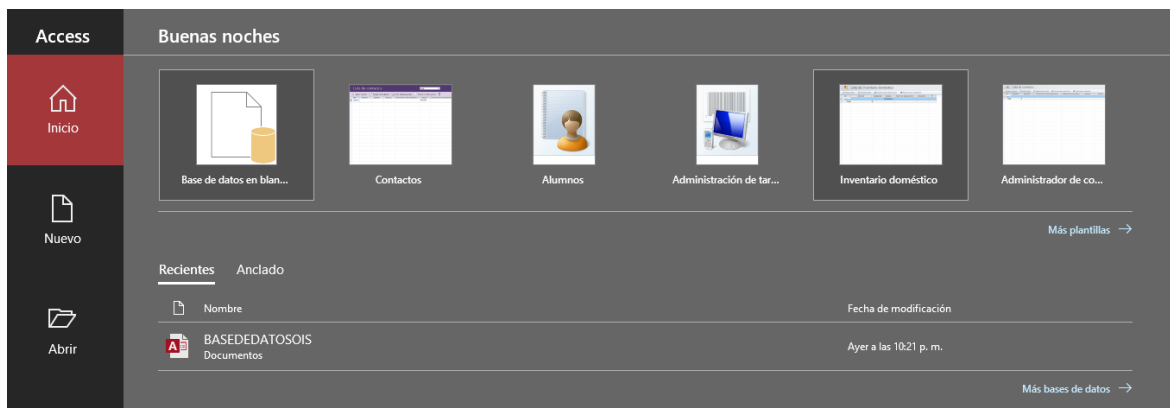 Access
Buenas noches
Inicio
Nuevo
Abrir
Base de datos en blan...
Contactos
Alumnos
Administración de tar...
Inventario doméstico
Administrador de co...
Más plantillas
Recientes
Anclado
Nombre
Fecha de modificación
BASEDEDATOSOIS
Documentos
Ayer a las 10:21 p. m.
Más bases de datos